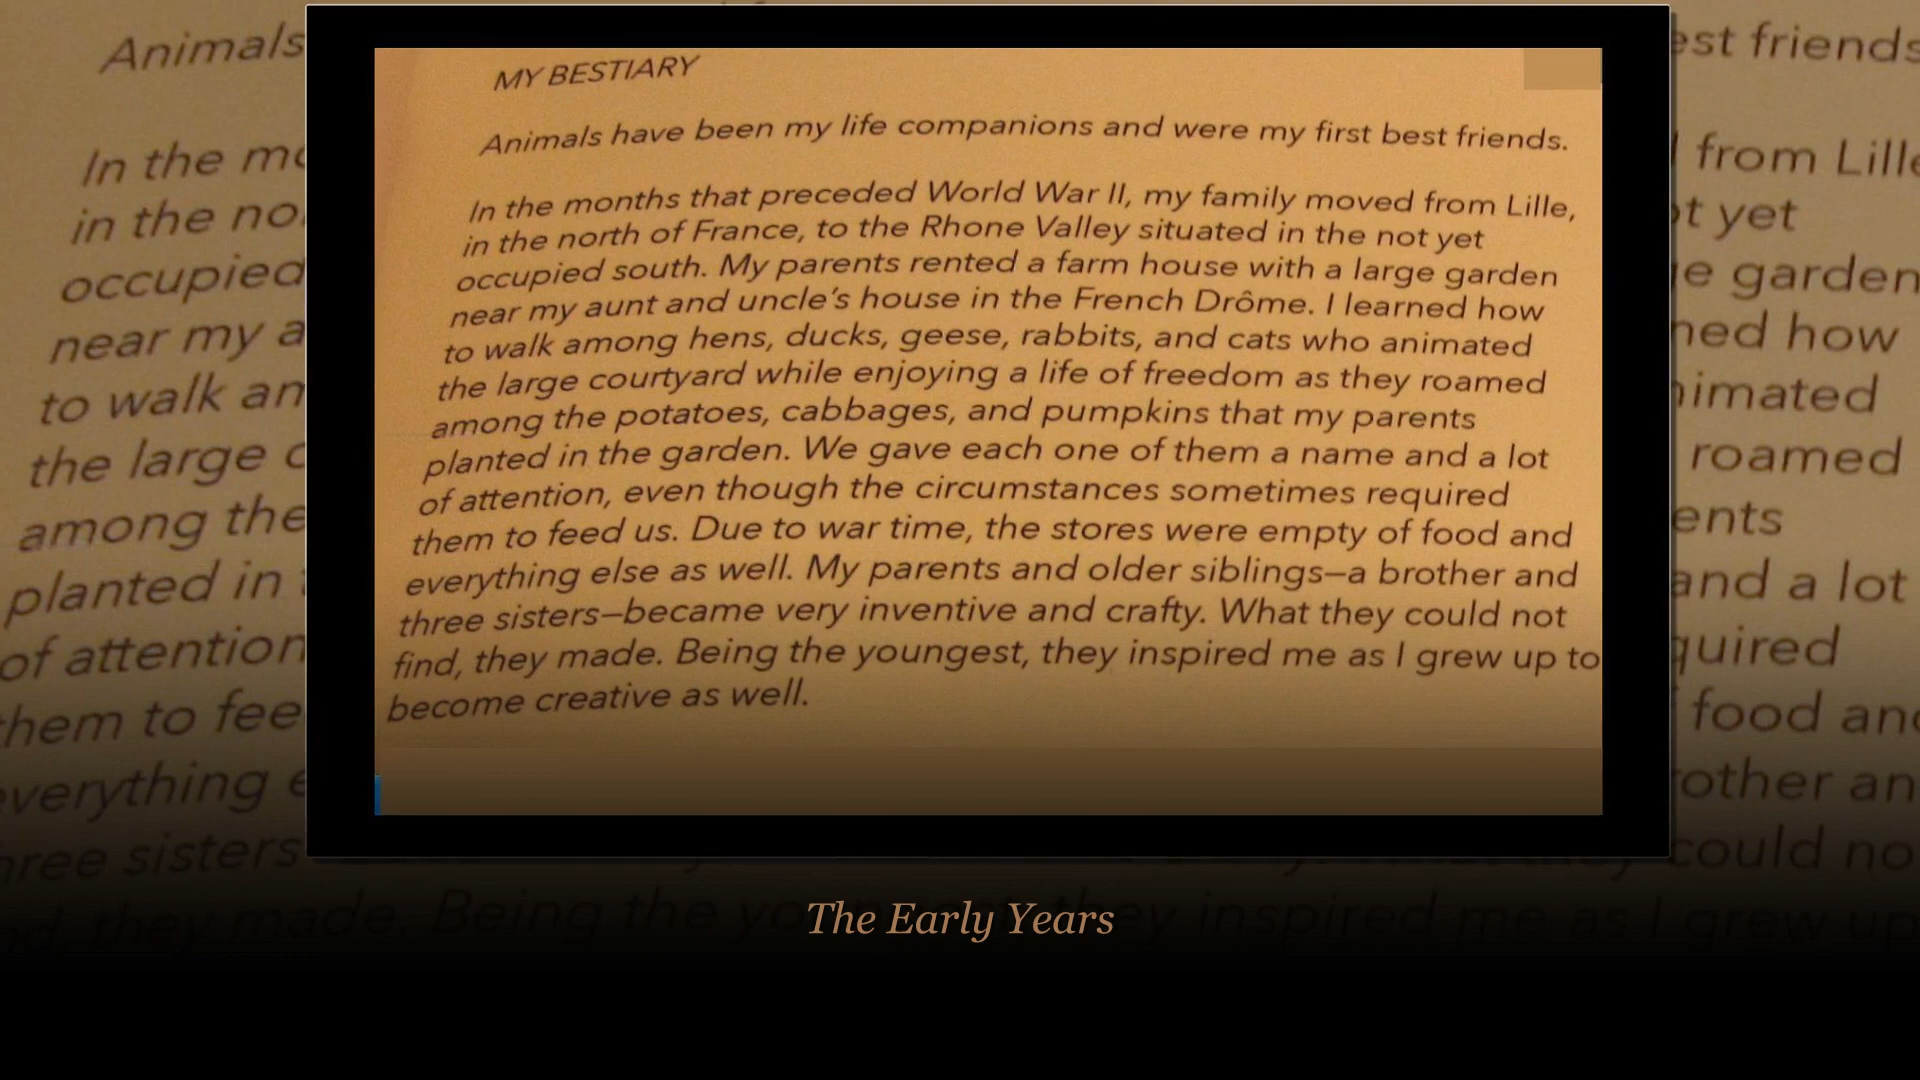 MY BESTIARY
Animals have been my life companions and were my first best friends.
In the months that preceded World War II, my family moved from Lille,
in the north of France, to the Rhone Valley situated in the not yet
occupied south. My parents rented a farm house with a large garden
near my aunt and uncle's house in the French Drôme. I learned how
to walk among hens, ducks, geese, rabbits, and cats who animated
the large courtyard while enjoying a life of freedom as they roamed
among the potatoes, cabbages, and pumpkins that my parents
planted in the garden. We gave each one of them a name and a lot
of attention, even though the circumstances sometimes required
them to feed us. Due to war time, the stores were empty of food and
everything else as well. My parents and older siblings—a brother and
three sisters—became very inventive and crafty. What they could not
find, they made. Being the youngest, they inspired me as I grew up to
become creative as well.
The Early Years